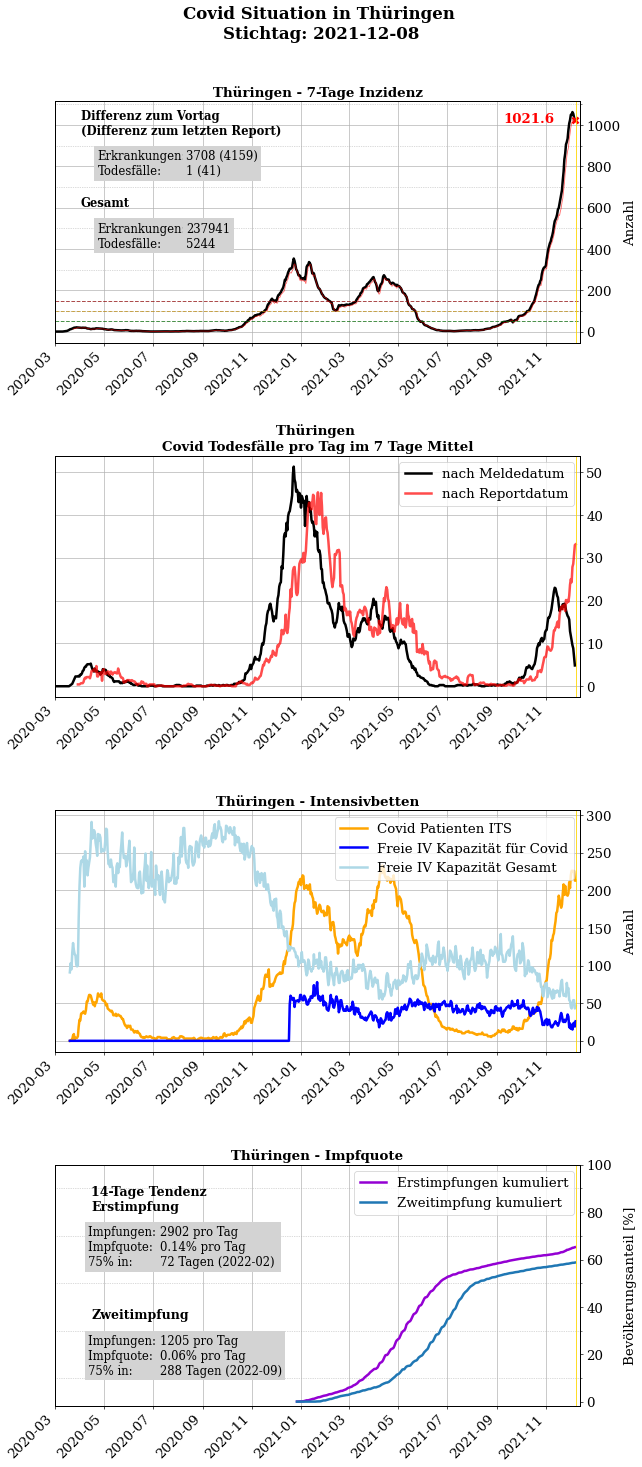 Covid Situation in Thüringen
Stichtag: 2021-12-08
Thüringen - 7-Tage Inzidenz
Differenz zum Vortag
(Differenz zum letzten Report)
Erkrankungen 3708 (4159)
Todesfälle: 1 (41)
Gesamt
Erkrankungen 237941
Todesfälle: 5244
1021.6
1000
800
600
400
200
0
Anzahl
2020-03
2020-05
2020-07
2020-09
2020-11
2021-01
2021-03
2021-05
2021-07
2021-09
2021-11
Thüringen
Covid Todesfälle pro Tag im 7 Tage Mittel
nach Meldedatum
nach Reportdatum
50
40
30
20
10
0
2020-03
2020-05
2020-07
2020-09
2020-11
2021-01
2021-03
2021-05
2021-07
2021-09
2021-11
Thüringen - Intensivbetten
Covid Patienten ITS
Freie IV Kapazität für Covid
Freie IV Kapazität Gesamt
300
250
200
150
100
50
0
Anzahl
2020-03
2020-05
2020-07
2020-09
2020-11
2021-01
2021-03
2021-05
2021-07
2021-09
2021-11
Thüringen - Impfquote
14-Tage Tendenz
Erstimpfung
Impfungen: 2902 pro Tag
Impfquote: 0.14% pro Tag
75% in: 72 Tagen (2022-02)
Zweitimpfung
Impfungen: 1205 pro Tag
Impfquote: 0.06% pro Tag
75% in: 288 Tagen (2022-09)
Erstimpfungen kumuliert
Zweitimpfung kumuliert
100
80
60
40
20
0
Bevölkerungsanteil [%]
2020-03
2020-05
2020-07
2020-09
2020-11
2021-01
2021-03
2021-05
2021-07
2021-09
2021-11